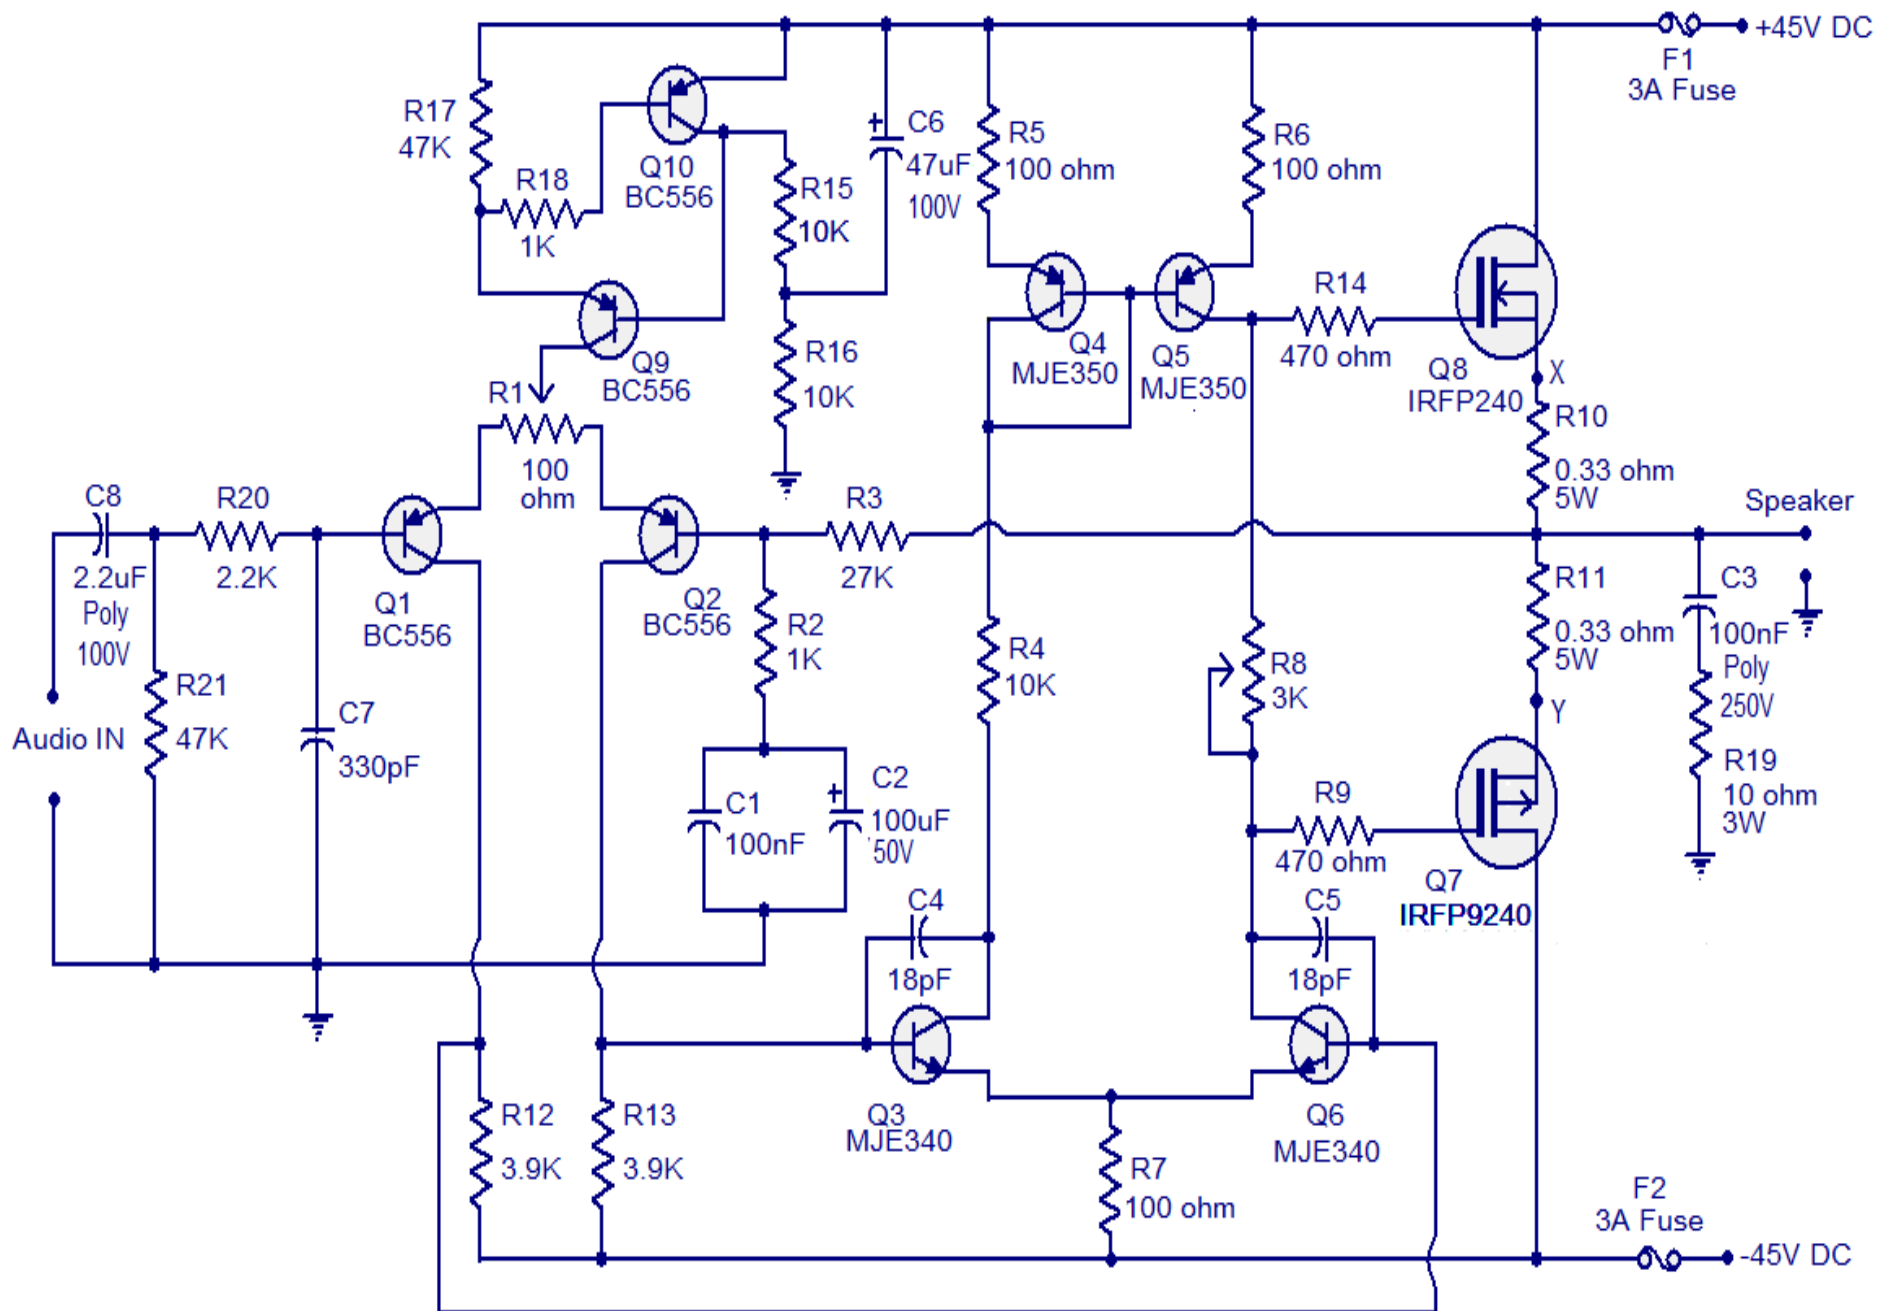 +45V DC
F1
3A Fuse
R17
47K
R18
1K
Q10
BC556
R15
10K
C6
47uF
100V
R5
100 ohm
R6
100 ohm
Q9
BC556
R16
10K
Q4
MJE350
Q5
MJE350
R14
470 ohm
Q8
IRFP240
X
R10
0.33 ohm
5W
R1
100
ohm
C8
2.2uF
Poly
100V
R20
2.2K
Q1
BC556
Q2
BC556
R3
27K
Speaker
R2
1K
R4
10K
R8
3K
R11
0.33 ohm
5W
Y
C3
100nF
Poly
250V
R19
10 ohm
3W
Audio IN
R21
47K
C7
330pF
C1
100nF
+
C2
100uF
50V
R9
470 ohm
Q7
IRFP9240
C4
18pF
C5
18pF
+
Q3
MJE340
Q6
MJE340
R12
3.9K
R13
3.9K
R7
100 ohm
F2
3A Fuse
-45V DC